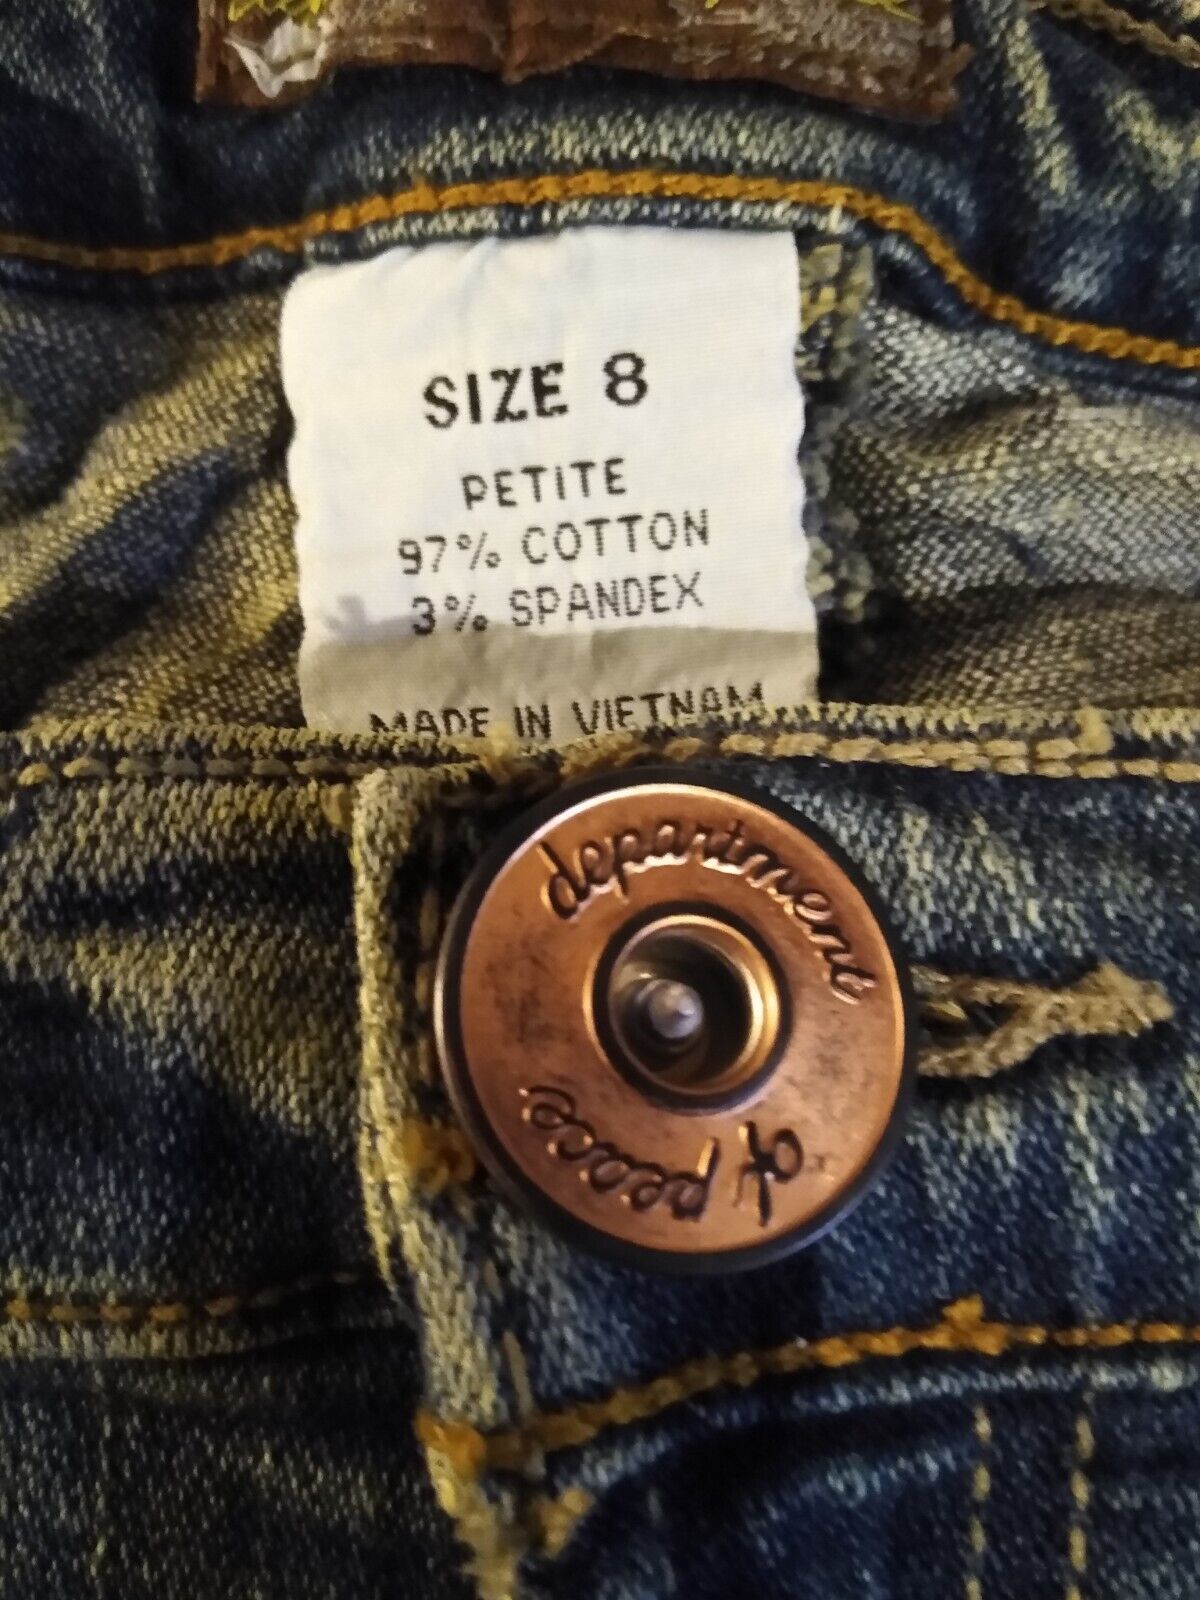 SIZE 8
PETITE
97% COTTON
3% SPANDEX
MADE IN VIETNAM
department
of peace